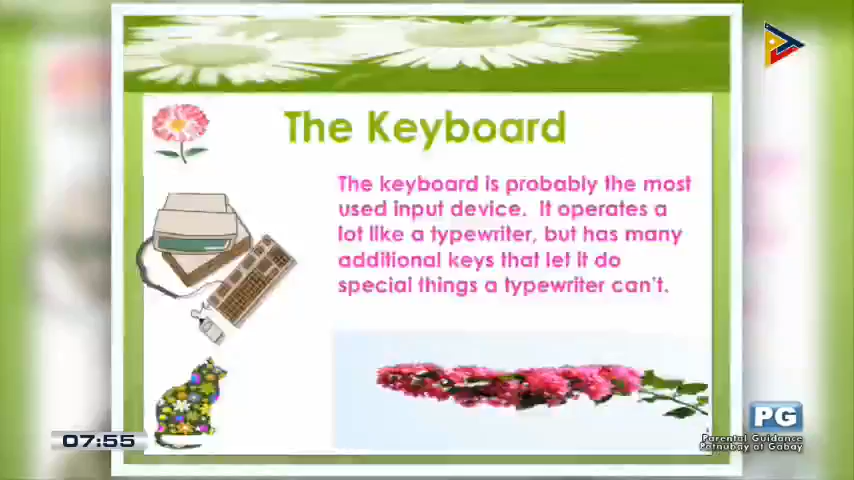 The Keyboard
The keyboard is probably the most
used input device. It operates a
lot like a typewriter, but has many
additional keys that let it do
special things a typewriter can't.
PG
Parental Guidance
Patnubay at Gabay
07:55